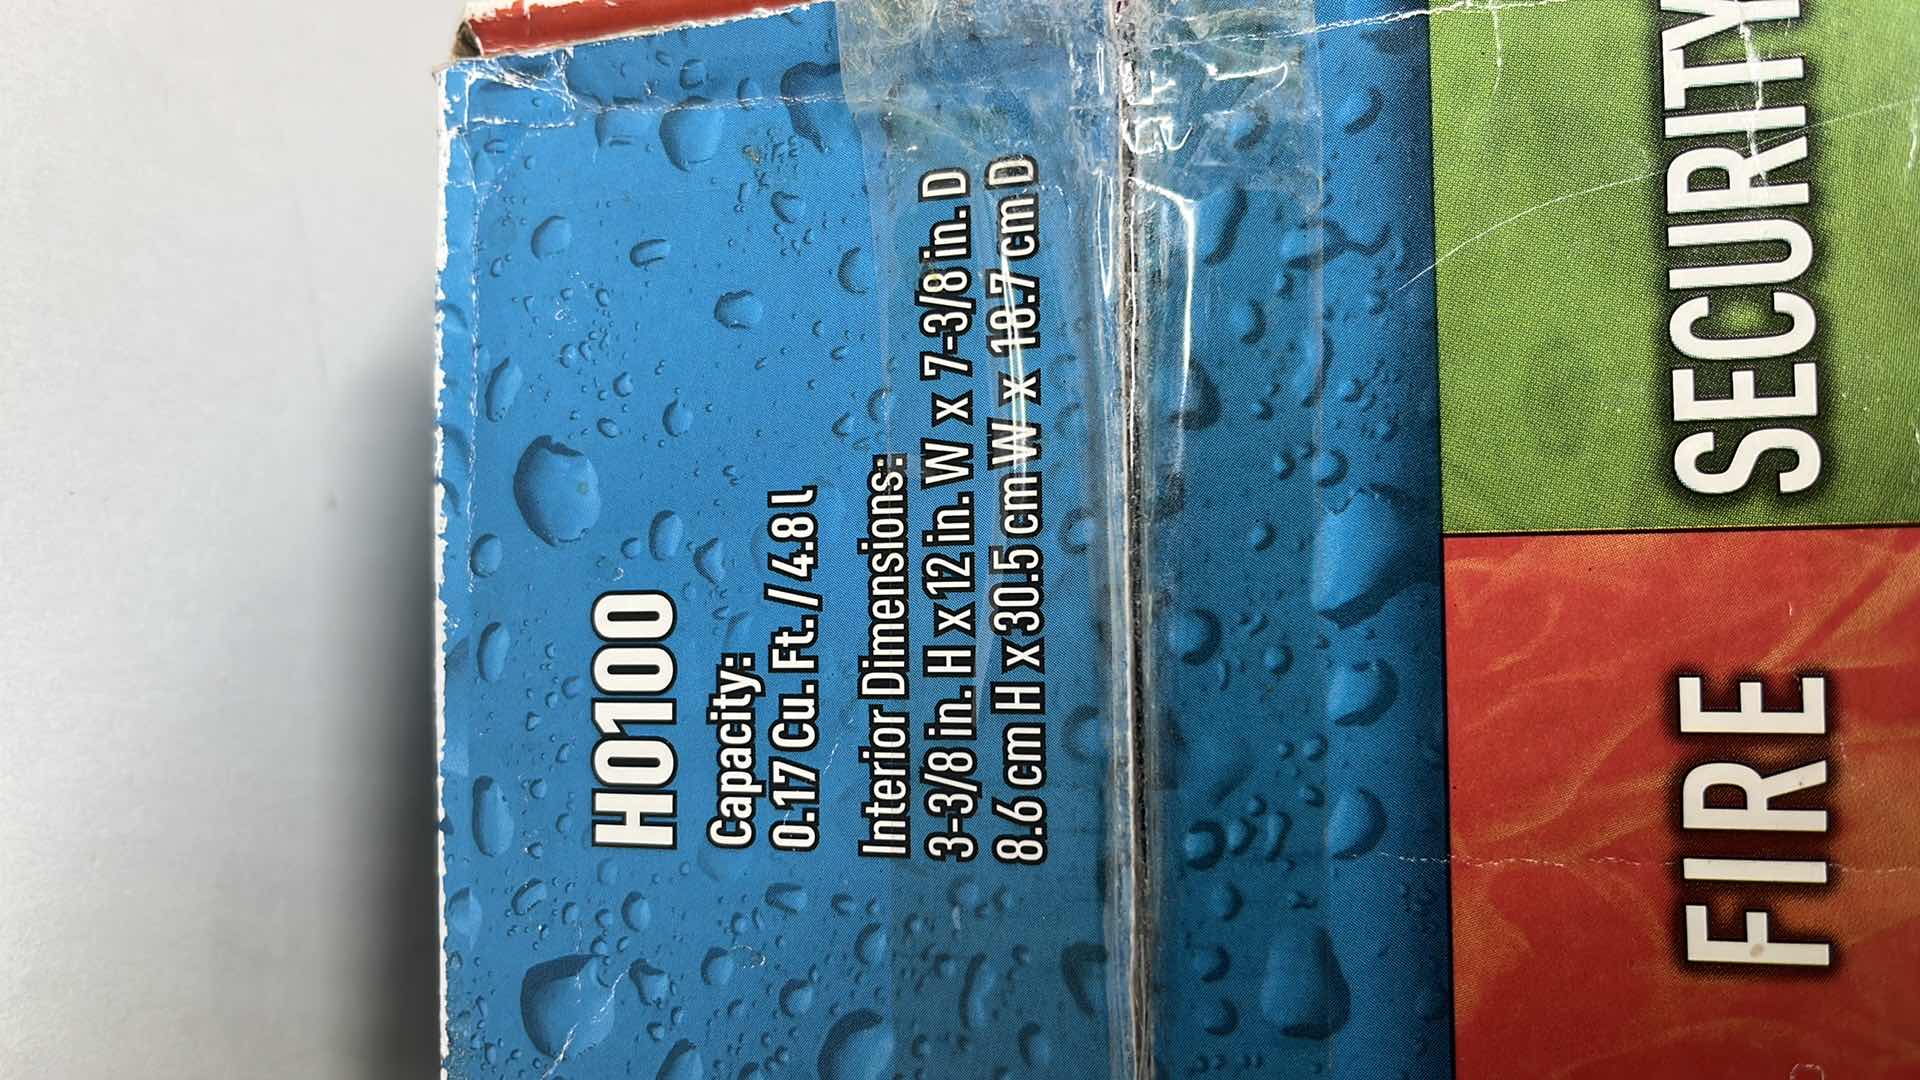 H0100
Capacity:
0.17 Cu. Ft. / 4.8 l
Interior Dimensions:
3-3/8 in. H x 12 in. W x 7-3/8 in. D
8.6 cm H x 30.5 cm W x 18.7 cm D
FIRE
SECURITY